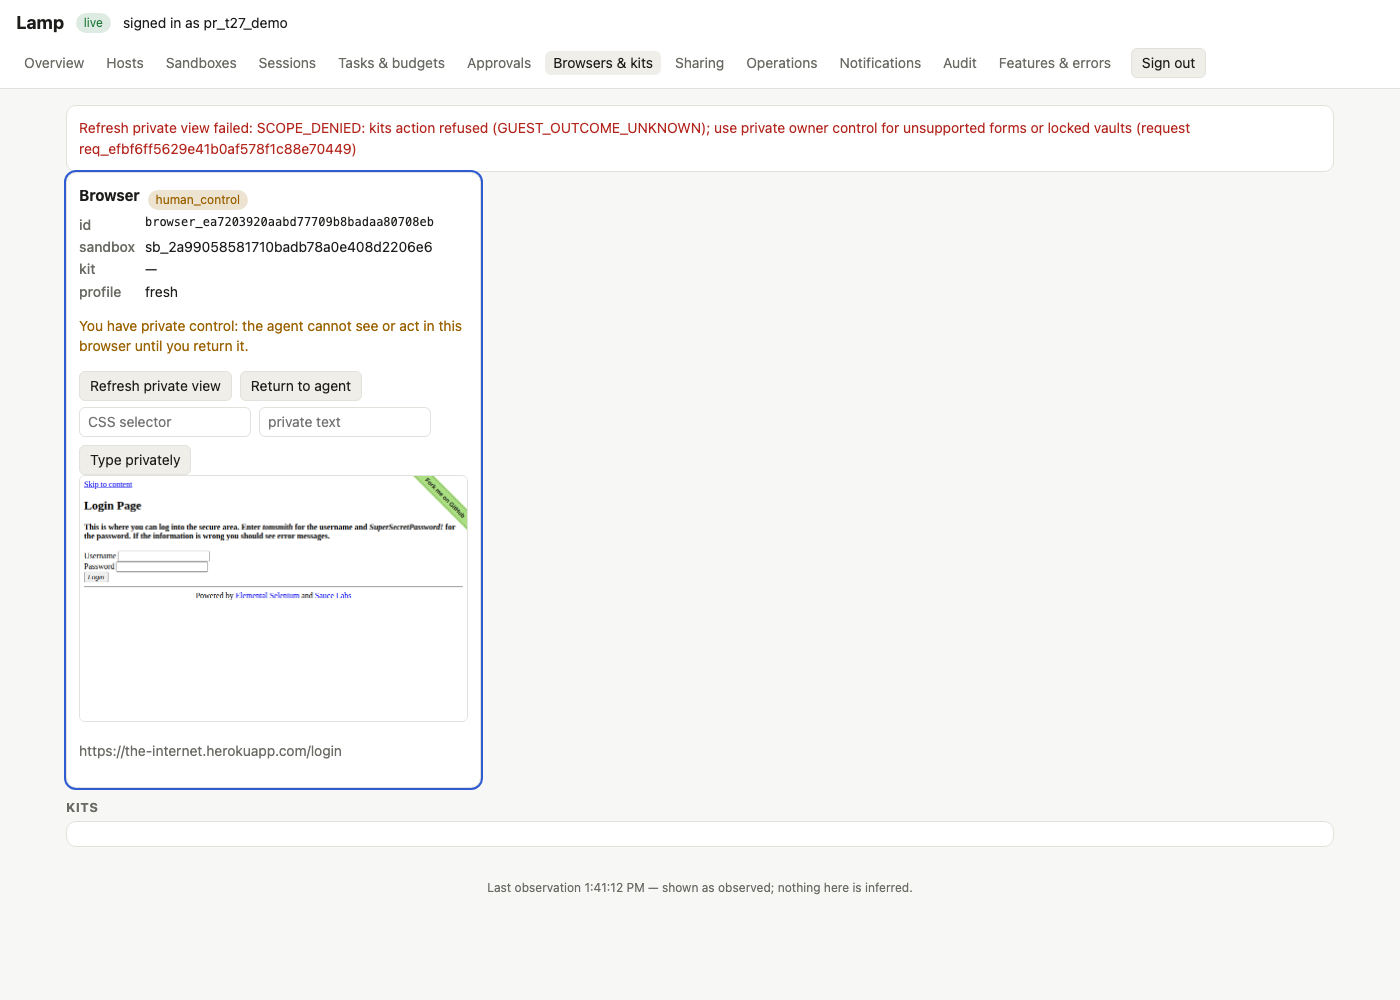 Lamp live signed in as pr_t27_demo
Overview Hosts Sandboxes Sessions Tasks & budgets Approvals Browsers & kits Sharing Operations Notifications Audit Features & errors Sign out
Refresh private view failed: SCOPE_DENIED: kits action refused (GUEST_OUTCOME_UNKNOWN); use private owner control for unsupported forms or locked vaults (request
req_efbf6ff5629e41b0af578f1c88e70449)
Browser human_control
id browser_ea7203920aabd77709b8badaa80708eb
sandbox sb_2a99058581710badb78a0e408d2206e6
kit —
profile fresh
You have private control: the agent cannot see or act in this
browser until you return it.
Refresh private view Return to agent
CSS selector private text
Type privately
Skip to content
Fork me on GitHub
Login Page
This is where you can log into the secure area. Enter tomsmith for the username and SuperSecretPassword! for
the password. If the information is wrong you should see error messages.
Username
Password
Login
Powered by Elemental Selenium and Sauce Labs
https://the-internet.herokuapp.com/login
KITS
Last observation 1:41:12 PM — shown as observed; nothing here is inferred.